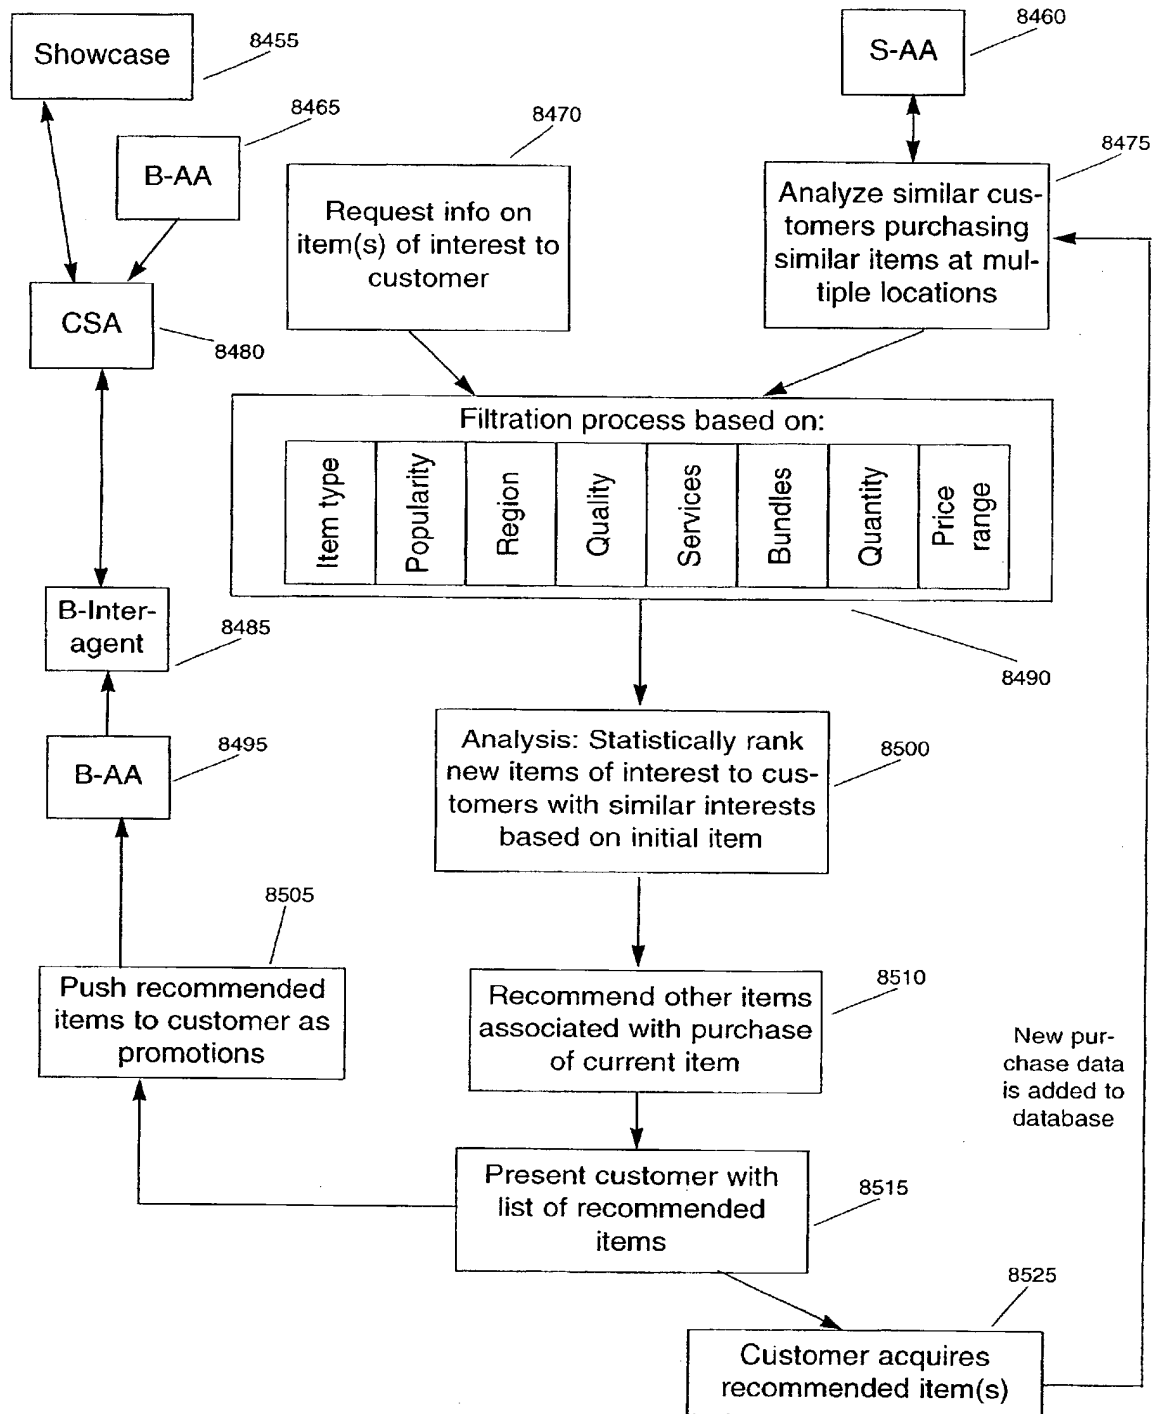 Showcase
8455
S-AA
8460
B-AA
8465
Request info on
item(s) of interest to
customer
8470
Analyze similar cus-
tomers purchasing
similar items at mul-
tiple locations
8475
CSA
8480
Filtration process based on:
Item type
Popularity
Region
Quality
Services
Bundles
Quantity
Price
range
8490
B-Inter-
agent
8485
B-AA
8495
Analysis: Statistically rank
new items of interest to cus-
tomers with similar interests
based on initial item
8500
Push recommended
items to customer as
promotions
8505
Recommend other items
associated with purchase
of current item
8510
New pur-
chase data
is added to
database
Present customer with
list of recommended
items
8515
Customer acquires
recommended item(s)
8525